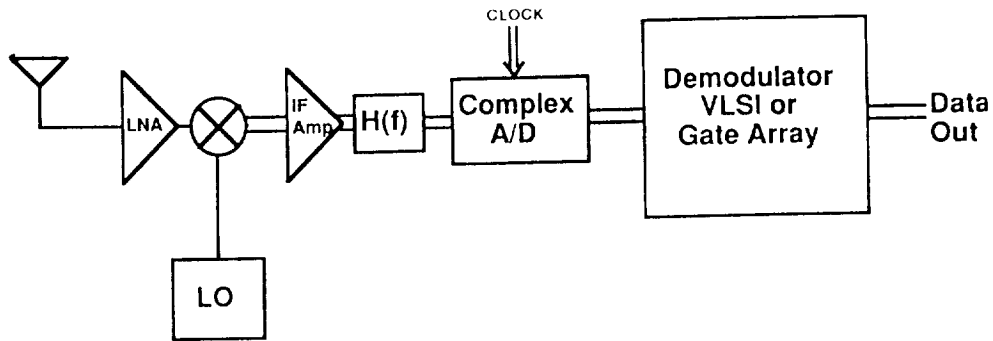 CLOCK
LNA
IF
Amp
H(f)
Complex
A/D
Demodulator
VLSI or
Gate Array
Data
Out
LO